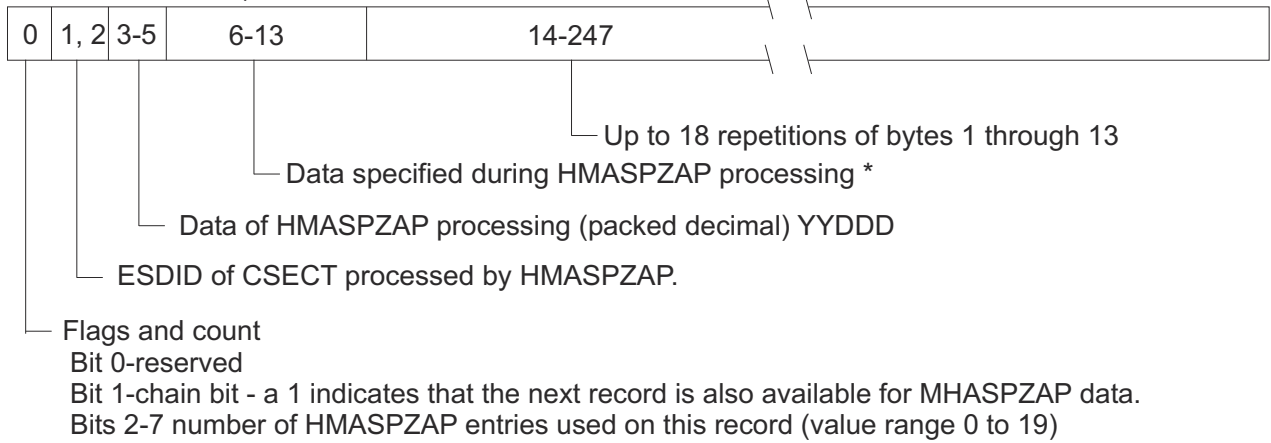 0 1, 2 3-5 6-13 14-247
Up to 18 repetitions of bytes 1 through 13
Data specified during HMASPZAP processing *
Data of HMASPZAP processing (packed decimal) YYDDD
ESDID of CSECT processed by HMASPZAP.
Flags and count
Bit 0-reserved
Bit 1-chain bit - a 1 indicates that the next record is also available for MHASPZAP data.
Bits 2-7 number of HMASPZAP entries used on this record (value range 0 to 19)